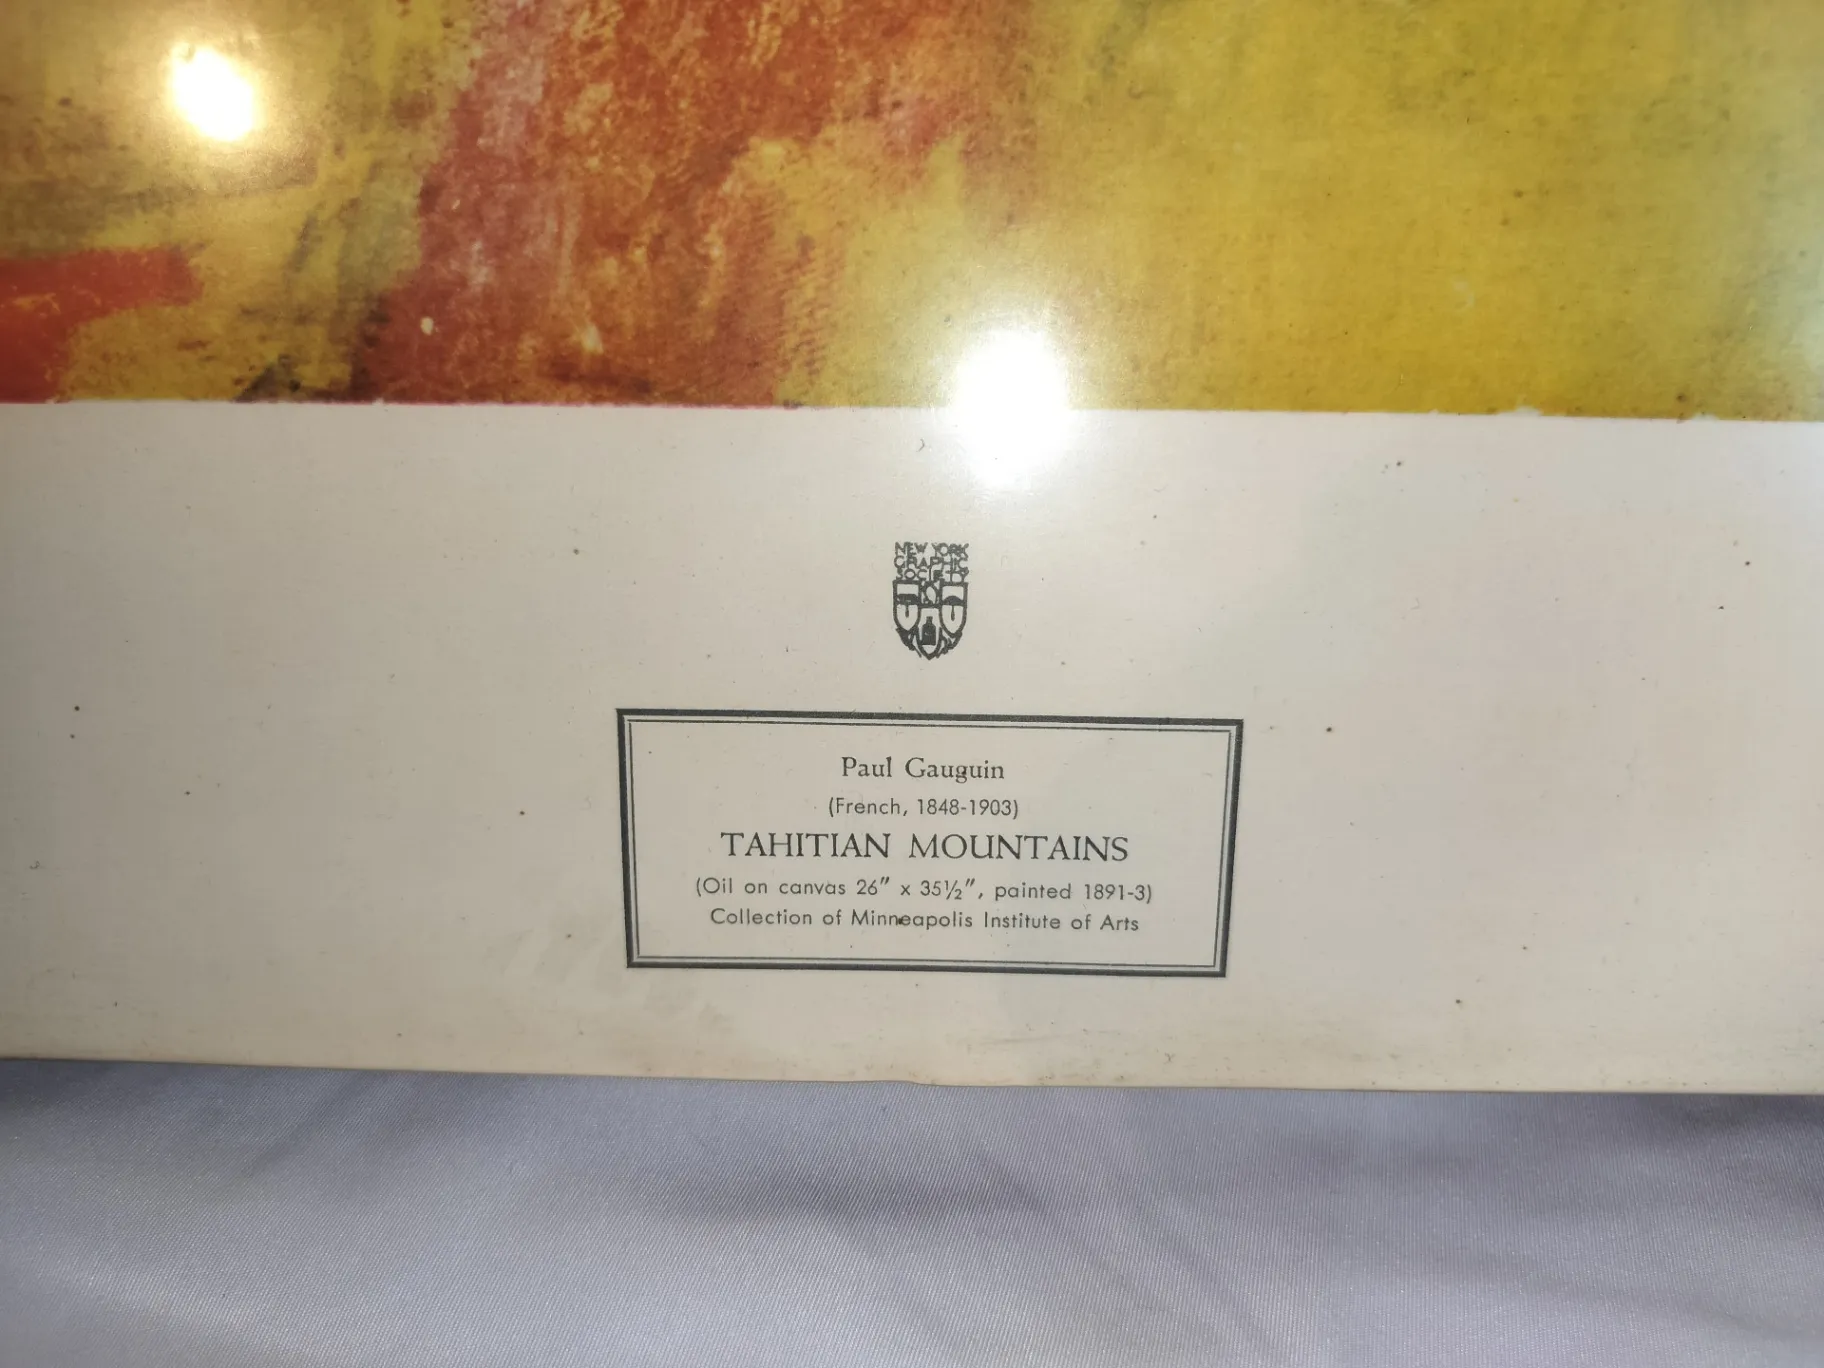 NEW YORK
GRAPHIC
SOCIETY
Paul Gauguin
(French, 1848-1903)
TAHITIAN MOUNTAINS
(Oil on canvas 26" x 35½", painted 1891-3)
Collection of Minneapolis Institute of Arts